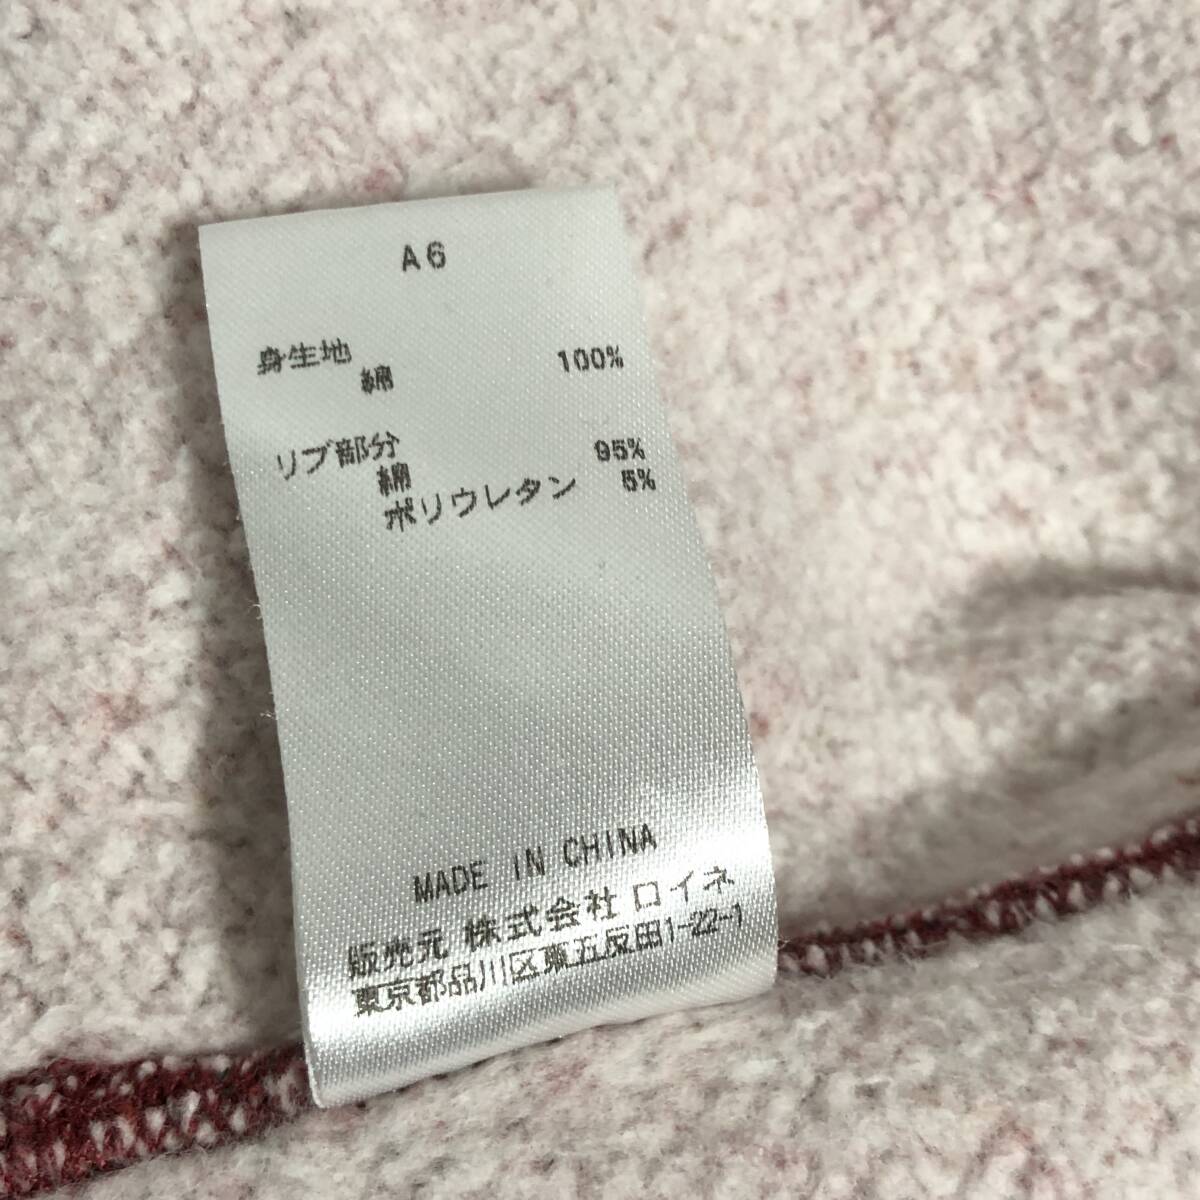 A6
身生地
綿 100%
リブ部分
綿 95%
ポリウレタン 5%
MADE IN CHINA
販売元 株式会社 ロイネ
東京都品川区東五反田1-22-1